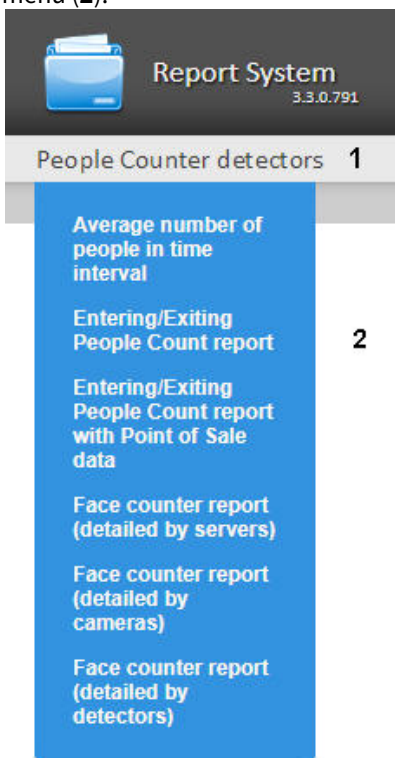 menu (2).
Report System
3.3.0.791
People Counter detectors 1
Average number of
people in time
interval
Entering/Exiting
People Count report
2
Entering/Exiting
People Count report
with Point of Sale
data
Face counter report
(detailed by servers)
Face counter report
(detailed by
cameras)
Face counter report
(detailed by
detectors)